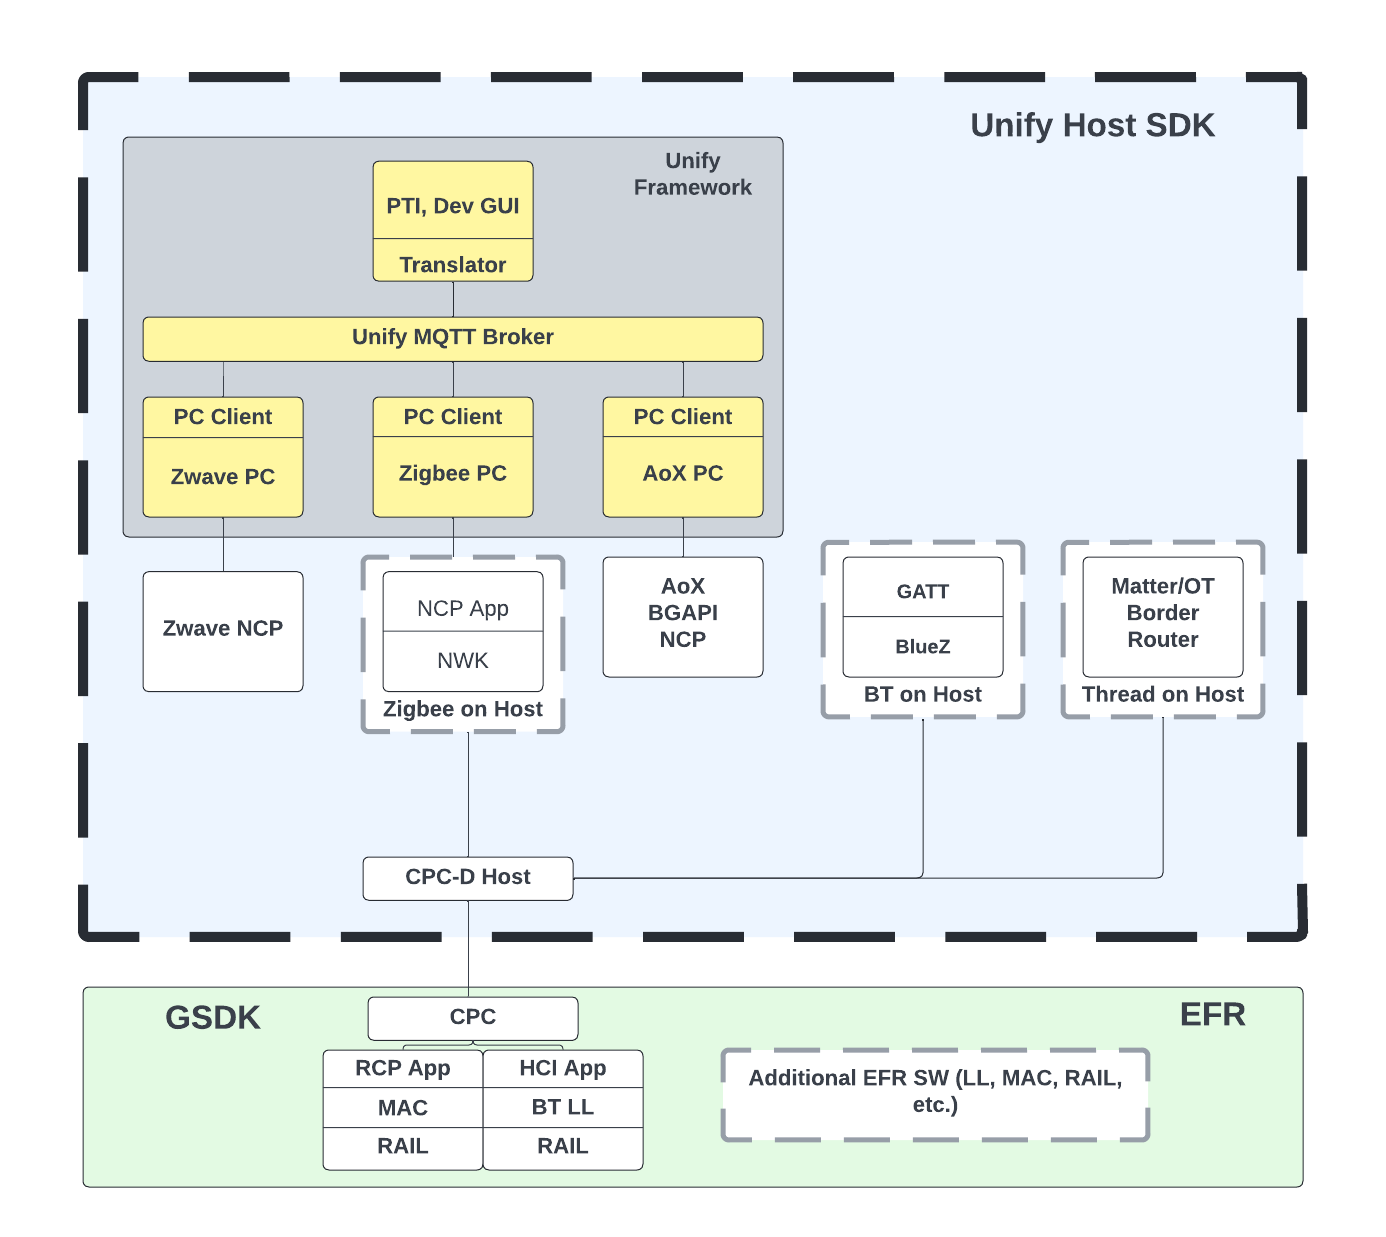 Unify Host SDK
Unify
Framework
PTI, Dev GUI
Translator
Unify MQTT Broker
PC Client
Zwave PC
PC Client
Zigbee PC
PC Client
AoX PC
Zwave NCP
NCP App
NWK
Zigbee on Host
AoX
BGAPI
NCP
GATT
BlueZ
BT on Host
Matter/OT
Border
Router
Thread on Host
CPC-D Host
GSDK
EFR
CPC
RCP App
MAC
RAIL
HCI App
BT LL
RAIL
Additional EFR SW (LL, MAC, RAIL,
etc.)